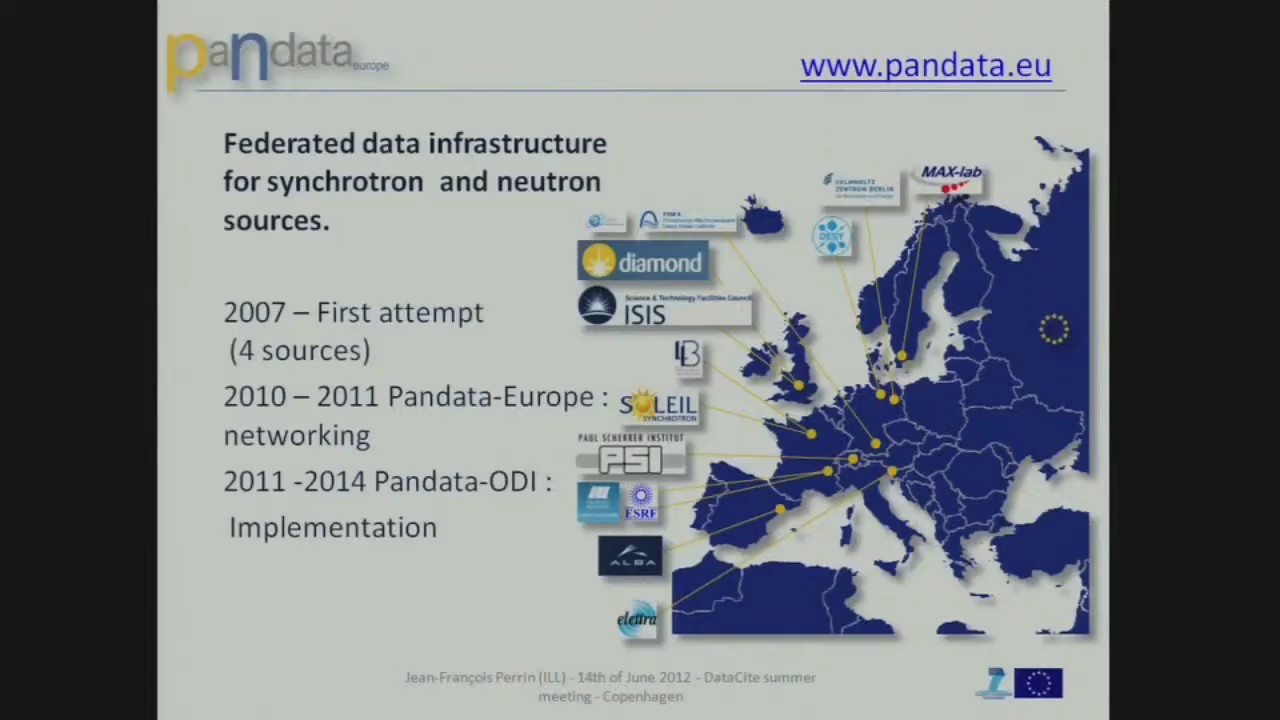 pandata europe
www.pandata.eu
Federated data infrastructure
for synchrotron and neutron
sources.
2007 – First attempt
(4 sources)
2010 – 2011 Pandata-Europe :
networking
2011 -2014 Pandata-ODI :
Implementation
HELMHOLTZ
ZENTRUM BERLIN
MAX-lab
DESY
diamond
Science & Technology Facilities Council
ISIS
LLB
SOLEIL
SYNCHROTRON
PAUL SCHERRER INSTITUT
PSI
ESRF
ALBA
elettra
Jean-François Perrin (ILL) - 14th of June 2012 - DataCite summer
meeting - Copenhagen